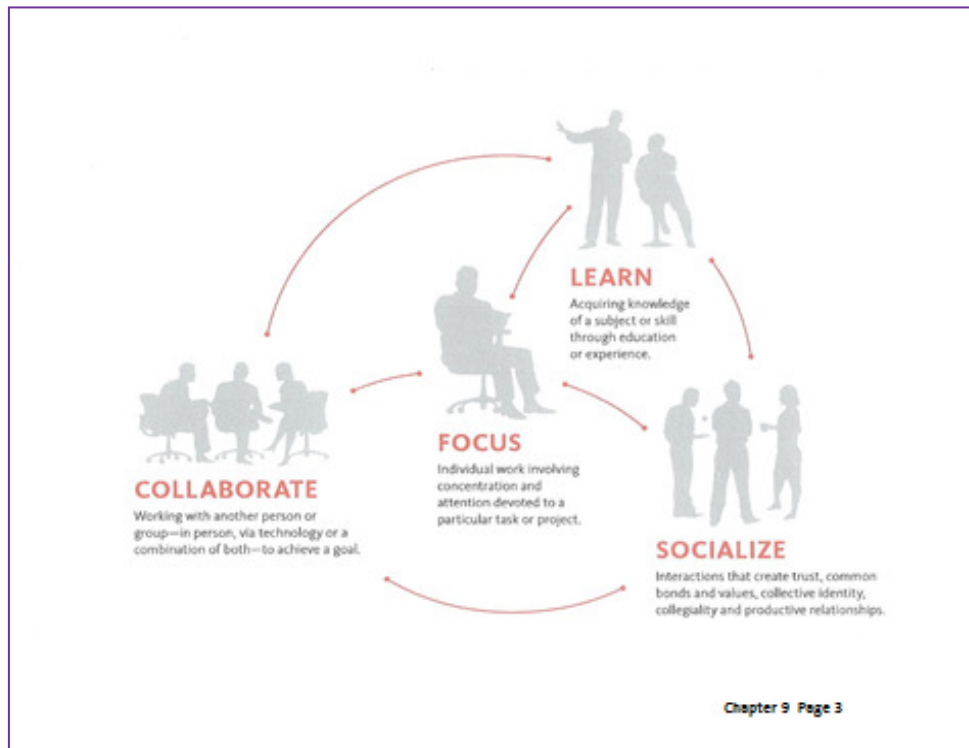 LEARN
Acquiring knowledge
of a subject or skill
through education
or experience.
FOCUS
Individual work involving
concentration and
attention devoted to a
particular task or project.
COLLABORATE
Working with another person or
group—in person, via technology or a
combination of both—to achieve a goal.
SOCIALIZE
Interactions that create trust, common
bonds and values, collective identity,
collegiality and productive relationships.
Chapter 9 Page 3